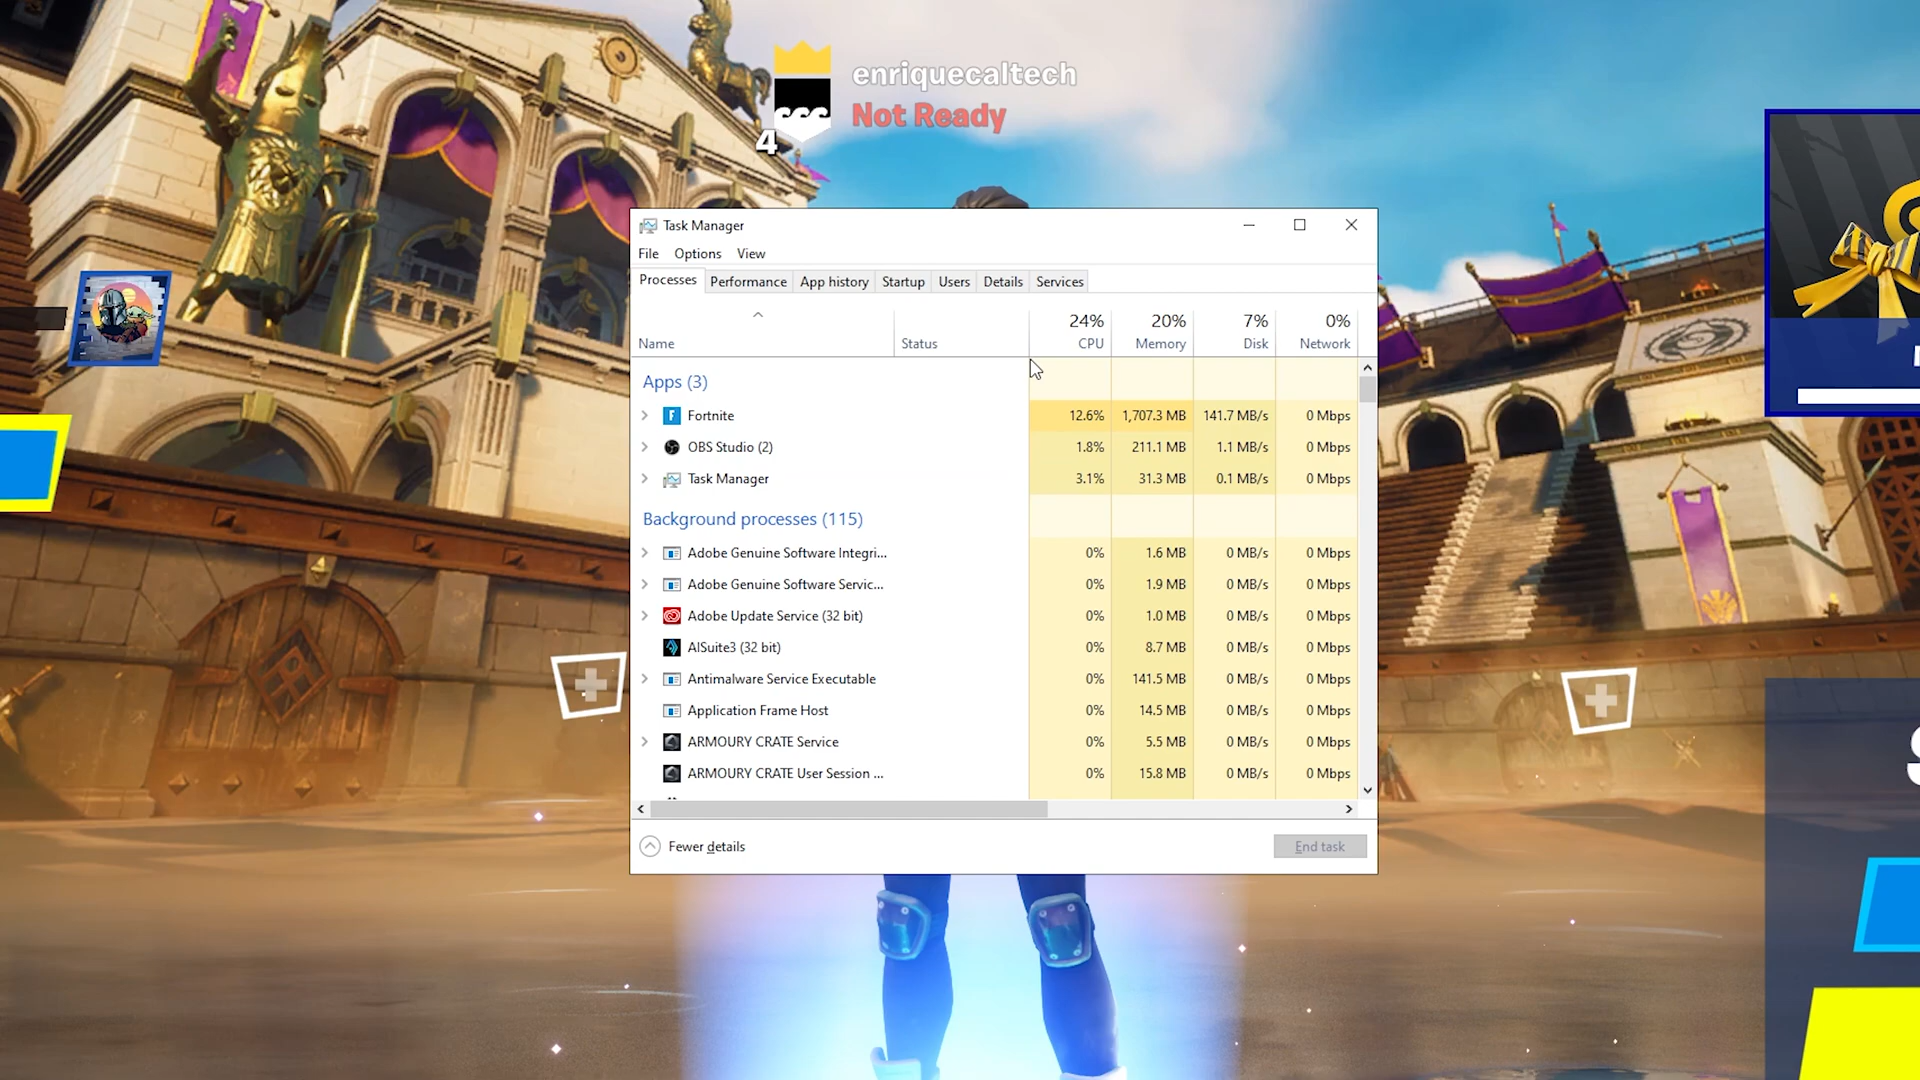 enriquecaltech
Not Ready
4
Task Manager
File Options View
Processes Performance App history Startup Users Details Services
24% 20% 7% 0%
Name Status CPU Memory Disk Network
Apps (3)
Fortnite 12.6% 1,707.3 MB 141.7 MB/s 0 Mbps
OBS Studio (2) 1.8% 211.1 MB 1.1 MB/s 0 Mbps
Task Manager 3.1% 31.3 MB 0.1 MB/s 0 Mbps
Background processes (115)
Adobe Genuine Software Integri... 0% 1.6 MB 0 MB/s 0 Mbps
Adobe Genuine Software Servic... 0% 1.9 MB 0 MB/s 0 Mbps
Adobe Update Service (32 bit) 0% 1.0 MB 0 MB/s 0 Mbps
AISuite3 (32 bit) 0% 8.7 MB 0 MB/s 0 Mbps
Antimalware Service Executable 0% 141.5 MB 0 MB/s 0 Mbps
Application Frame Host 0% 14.5 MB 0 MB/s 0 Mbps
ARMOURY CRATE Service 0% 5.5 MB 0 MB/s 0 Mbps
ARMOURY CRATE User Session ... 0% 15.8 MB 0 MB/s 0 Mbps
Fewer details End task